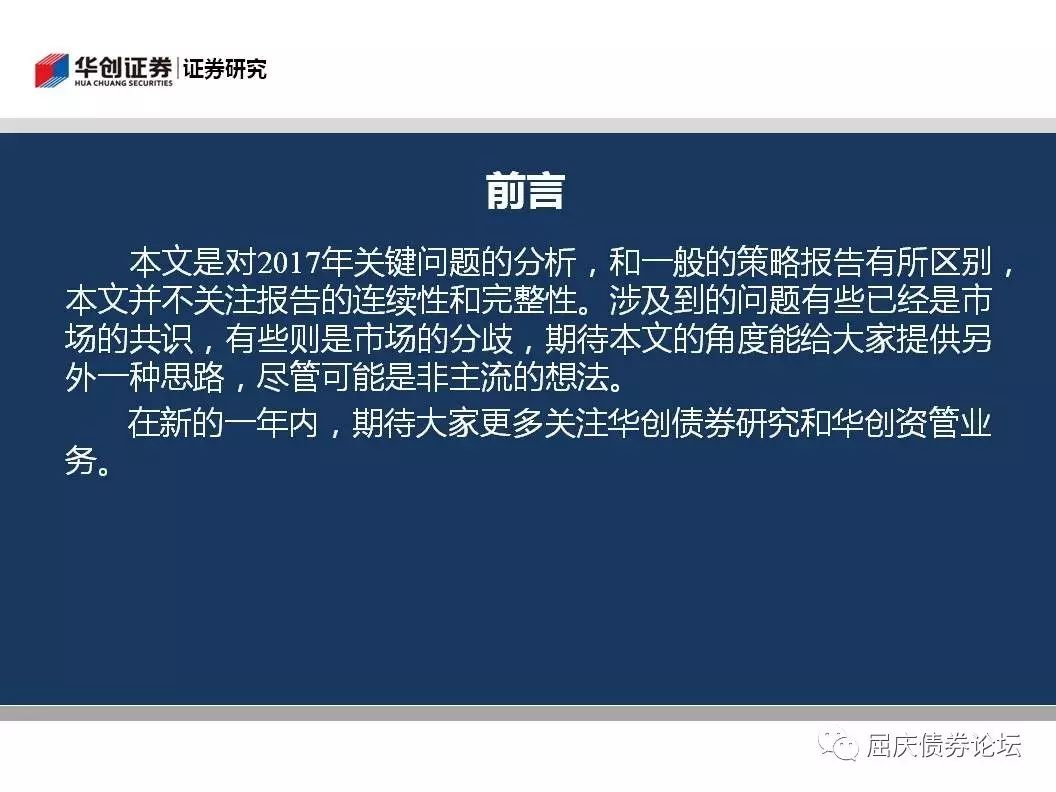 华创证券 | 证券研究
HUA CHUANG SECURITIES
前言
本文是对2017年关键问题的分析，和一般的策略报告有所区别，
本文并不关注报告的连续性和完整性。涉及到的问题有些已经是市
场的共识，有些则是市场的分歧，期待本文的角度能给大家提供另
外一种思路，尽管可能是非主流的想法。
在新的一年内，期待大家更多关注华创债券研究和华创资管业
务。
屈庆债券论坛